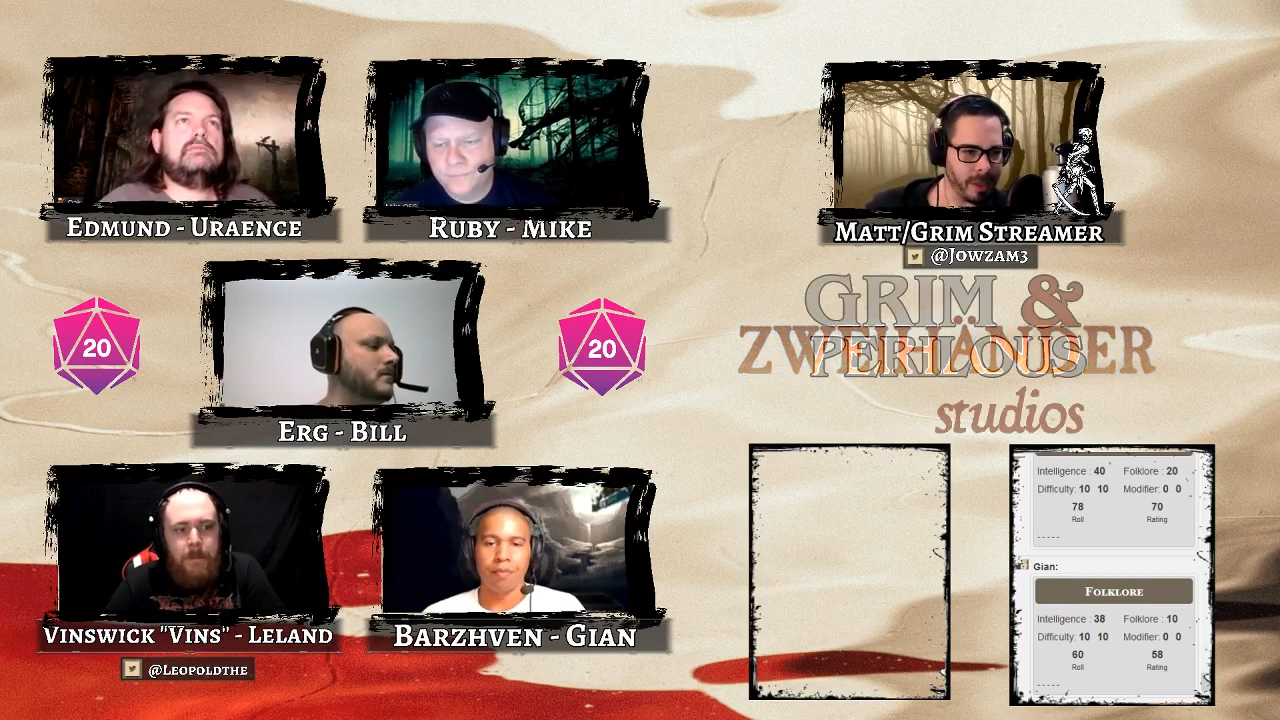 Edmund - Uraence
Ruby - Mike
Matt/Grim Streamer
@Jowzam3
20
Erg - Bill
20
GRIM &
PERILOUS
ZWEIHÄNDER
studios
Vinswick "Vins" - Leland
@Leopoldthe
Barzhven - Gian
Intelligence : 40 Folklore : 20
Difficulty: 10 10 Modifier: 0 0
78 70
Roll Rating
-----
Gian:
Folklore
Intelligence : 38 Folklore : 10
Difficulty: 10 10 Modifier: 0 0
60 58
Roll Rating
-----